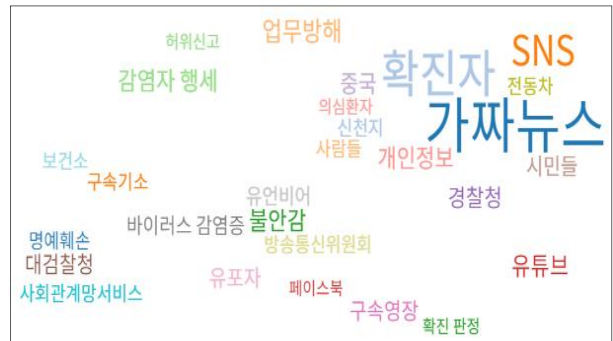 허위신고
업무방해
SNS
감염자 행세
중국
확진자
전동차
의심환자
가짜뉴스
신천지
사람들
개인정보
시민들
보건소
구속기소
유언비어
경찰청
바이러스 감염증
불안감
명예훼손
방송통신위원회
대검찰청
유튜브
유포자
페이스북
사회관계망서비스
구속영장
확진 판정